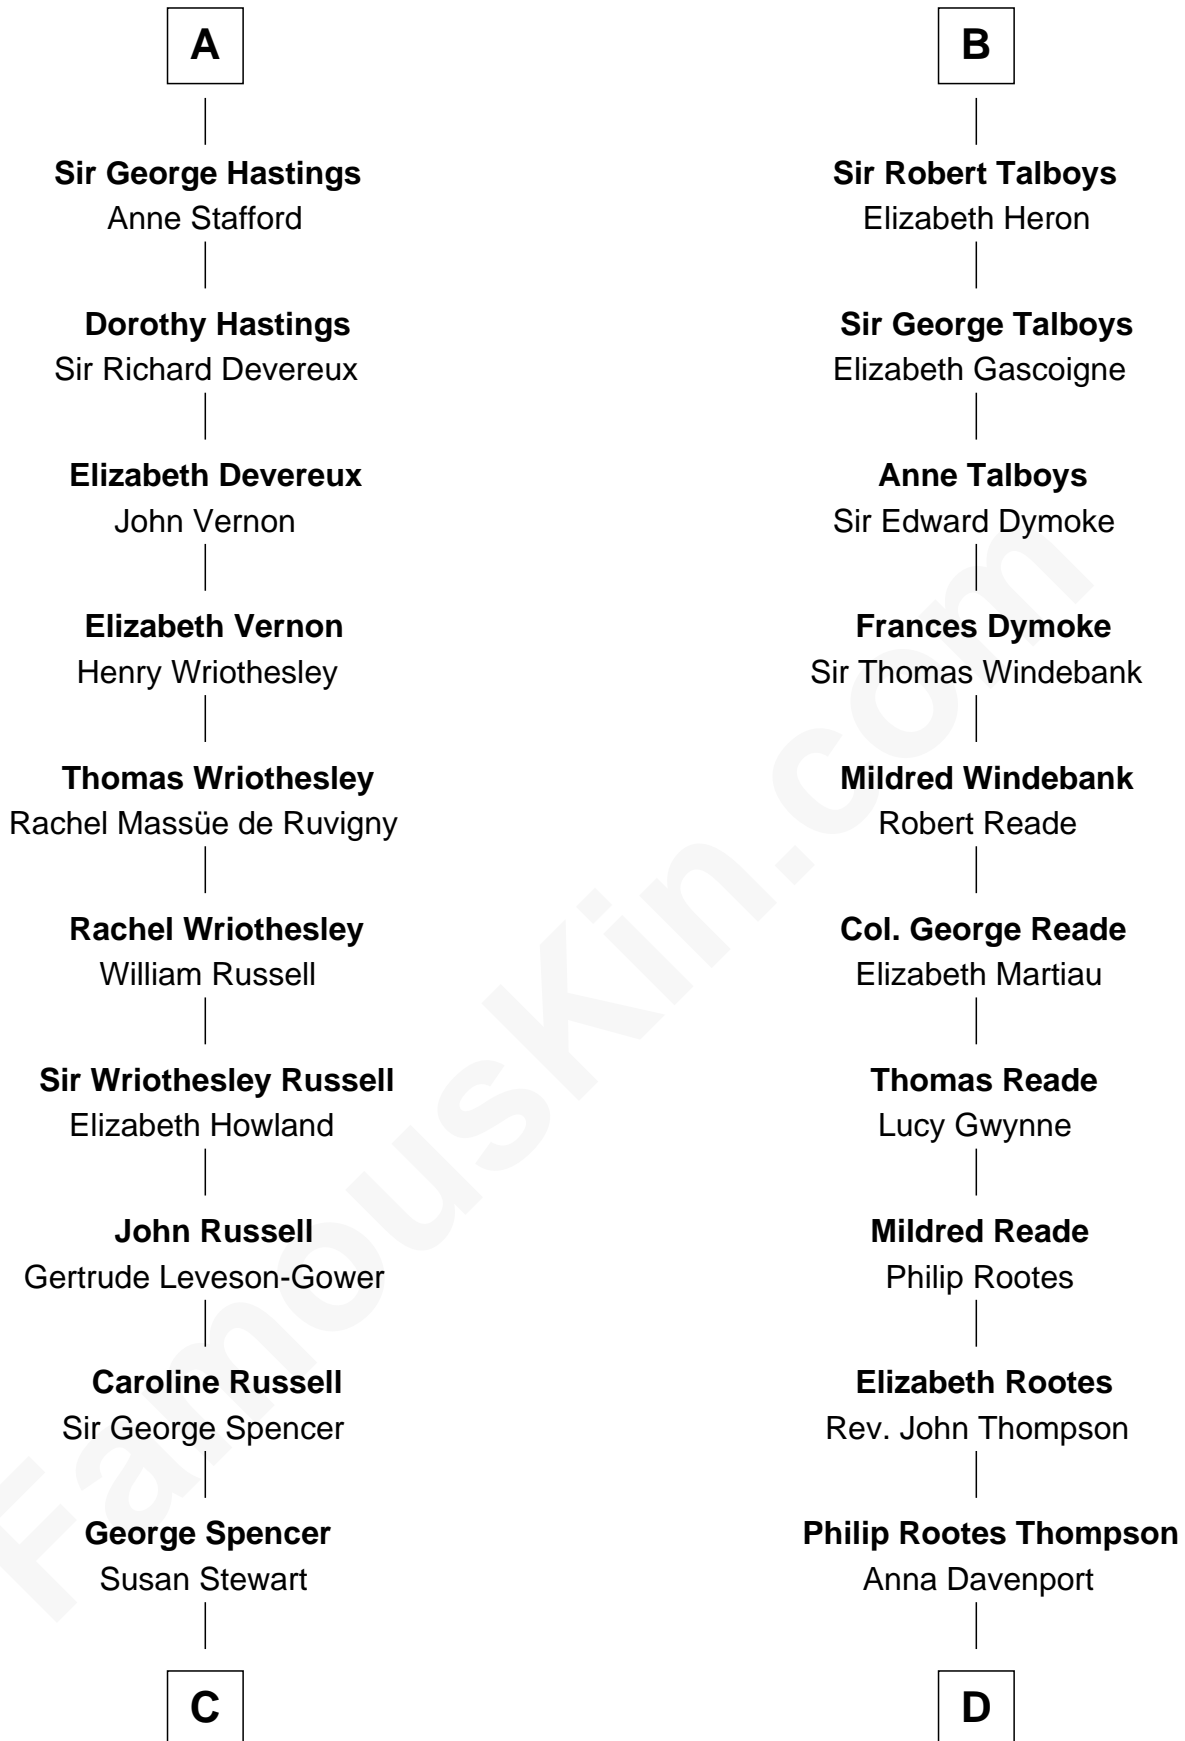 A
Sir George Hastings
Anne Stafford
Dorothy Hastings
Sir Richard Devereux
Elizabeth Devereux
John Vernon
Elizabeth Vernon
Henry Wriothesley
Thomas Wriothesley
Rachel Massüe de Ruvigny
Rachel Wriothesley
William Russell
Sir Wriothesley Russell
Elizabeth Howland
John Russell
Gertrude Leveson-Gower
Caroline Russell
Sir George Spencer
George Spencer
Susan Stewart
C
B
Sir Robert Talboys
Elizabeth Heron
Sir George Talboys
Elizabeth Gascoigne
Anne Talboys
Sir Edward Dymoke
Frances Dymoke
Sir Thomas Windebank
Mildred Windebank
Robert Reade
Col. George Reade
Elizabeth Martiau
Thomas Reade
Lucy Gwynne
Mildred Reade
Philip Rootes
Elizabeth Rootes
Rev. John Thompson
Philip Rootes Thompson
Anna Davenport
D
FamousKin.com